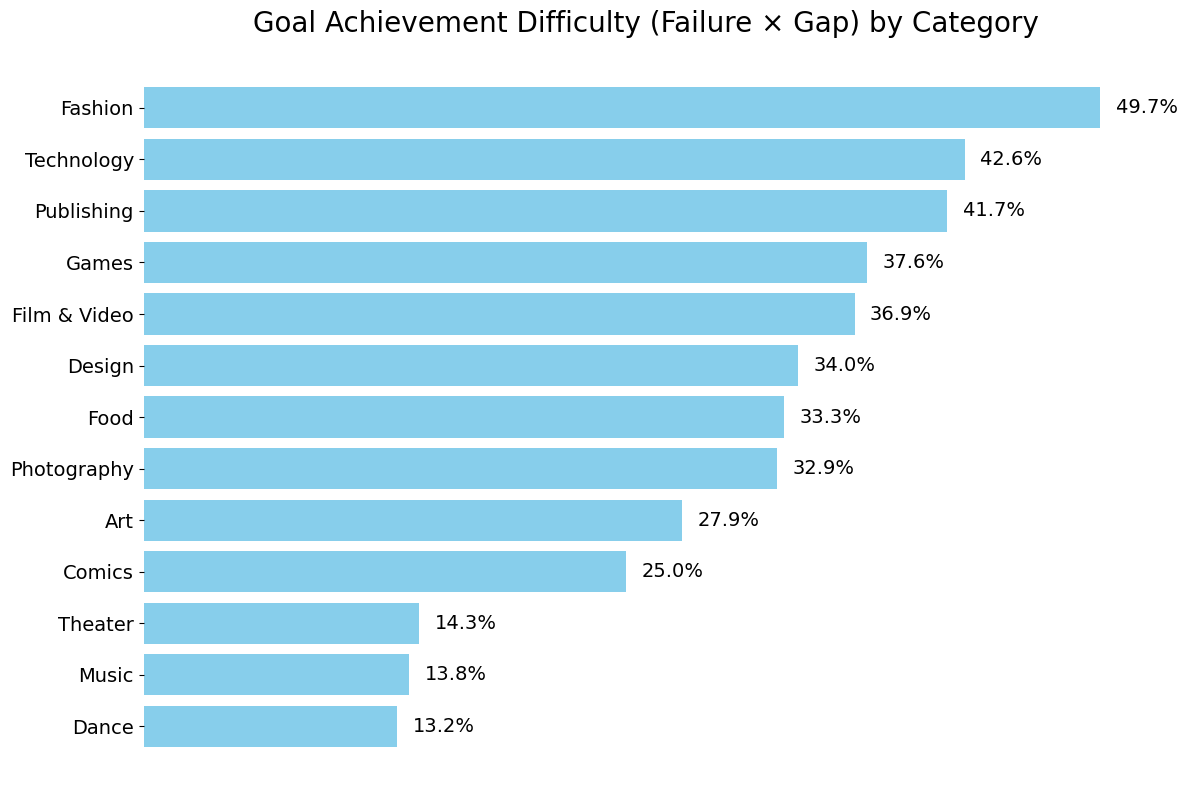 Goal Achievement Difficulty (Failure × Gap) by Category
Fashion 49.7%
Technology 42.6%
Publishing 41.7%
Games 37.6%
Film & Video 36.9%
Design 34.0%
Food 33.3%
Photography 32.9%
Art 27.9%
Comics 25.0%
Theater 14.3%
Music 13.8%
Dance 13.2%